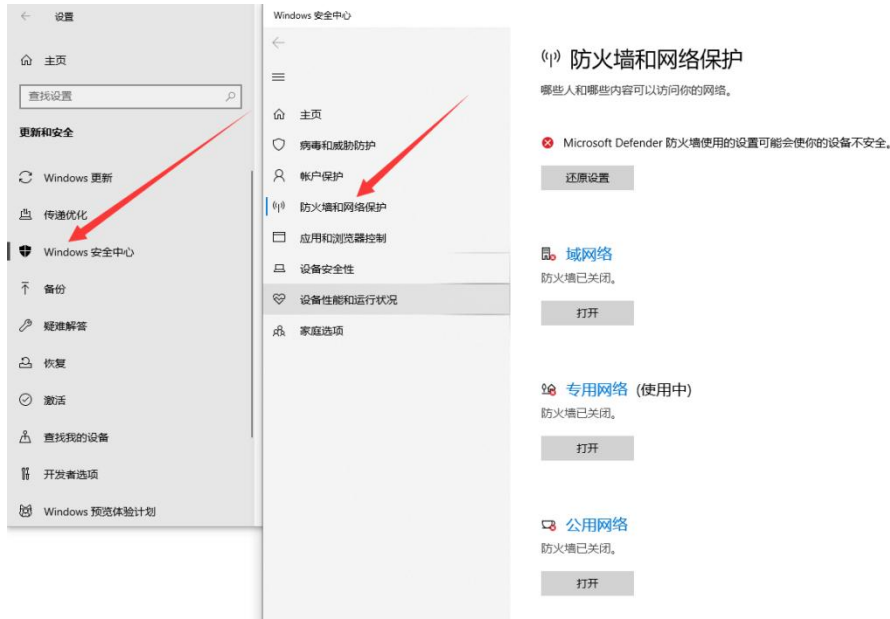 设置
主页
查找设置
更新和安全
Windows 更新
传递优化
Windows 安全中心
备份
疑难解答
恢复
激活
查找我的设备
开发者选项
Windows 预览体验计划
Windows 安全中心
主页
病毒和威胁防护
帐户保护
防火墙和网络保护
应用和浏览器控制
设备安全性
设备性能和运行状况
家庭选项
防火墙和网络保护
哪些人和哪些内容可以访问你的网络。
Microsoft Defender 防火墙使用的设置可能会使你的设备不安全。
还原设置
域网络
防火墙已关闭。
打开
专用网络 (使用中)
防火墙已关闭。
打开
公用网络
防火墙已关闭。
打开